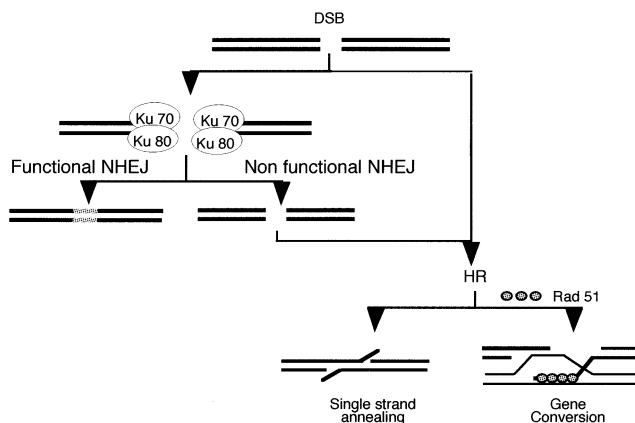 DSB
Ku 70
Ku 70
Ku 80
Ku 80
Functional NHEJ
Non functional NHEJ
HR
Rad 51
Single strand
annealing
Gene
Conversion